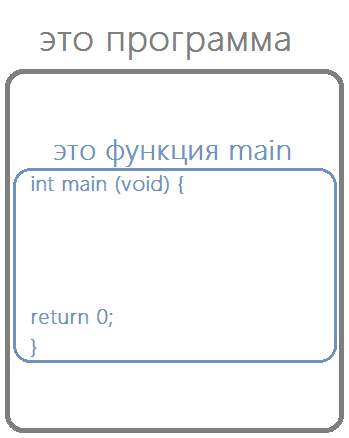 это программа
это функция main
int main (void) {
return 0;
}